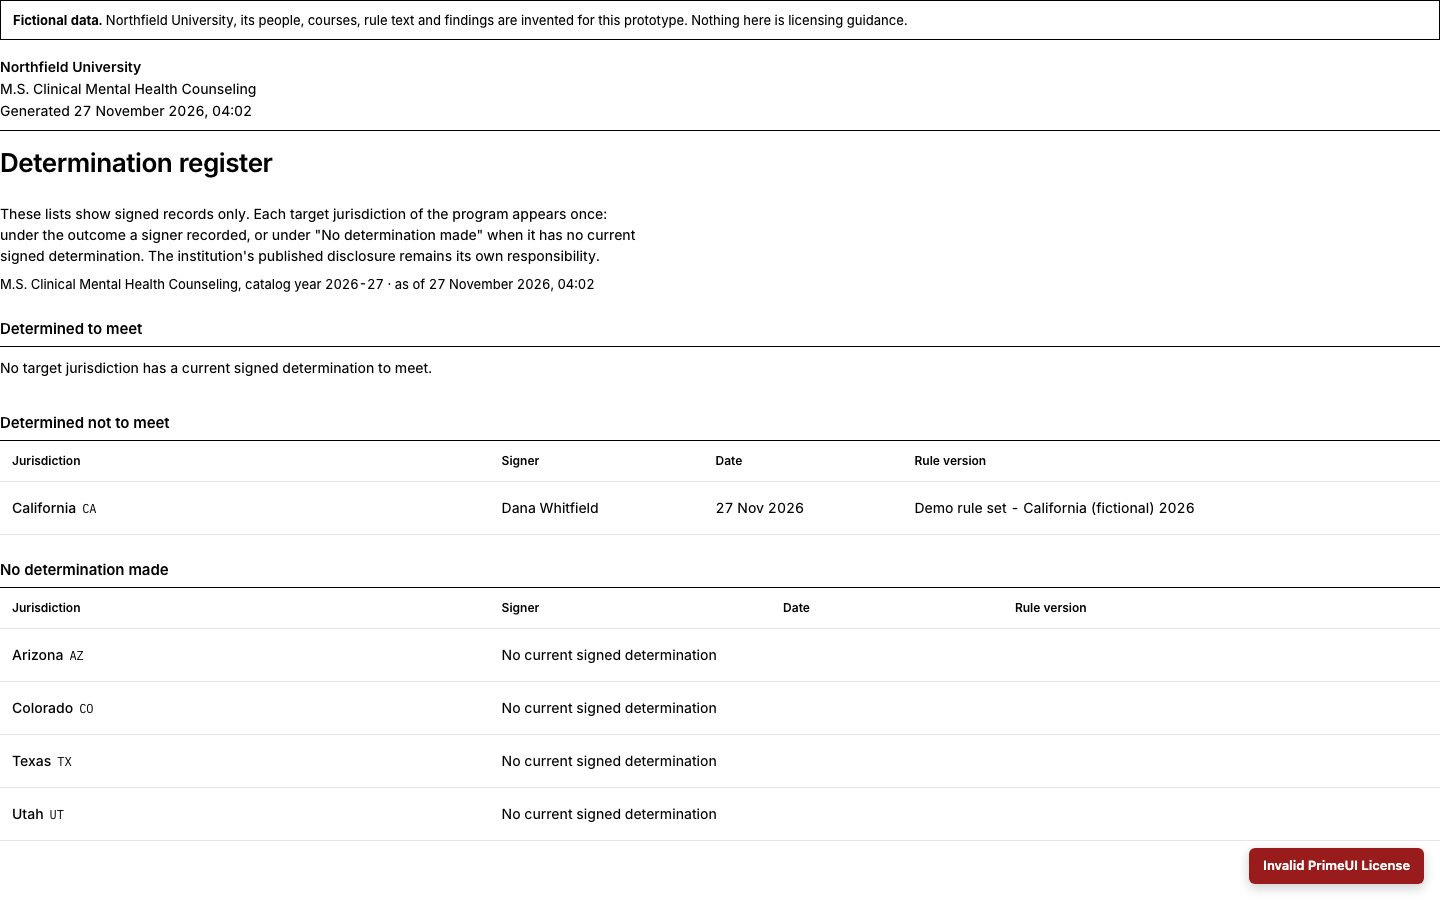 Fictional data. Northfield University, its people, courses, rule text and findings are invented for this prototype. Nothing here is licensing guidance.
Northfield University
M.S. Clinical Mental Health Counseling
Generated 27 November 2026, 04:02
Determination register
These lists show signed records only. Each target jurisdiction of the program appears once:
under the outcome a signer recorded, or under "No determination made" when it has no current
signed determination. The institution's published disclosure remains its own responsibility.
M.S. Clinical Mental Health Counseling, catalog year 2026-27 · as of 27 November 2026, 04:02
Determined to meet
No target jurisdiction has a current signed determination to meet.
Determined not to meet
Jurisdiction Signer Date Rule version
California CA Dana Whitfield 27 Nov 2026 Demo rule set - California (fictional) 2026
No determination made
Jurisdiction Signer Date Rule version
Arizona AZ No current signed determination
Colorado CO No current signed determination
Texas TX No current signed determination
Utah UT No current signed determination
Invalid PrimeUI License